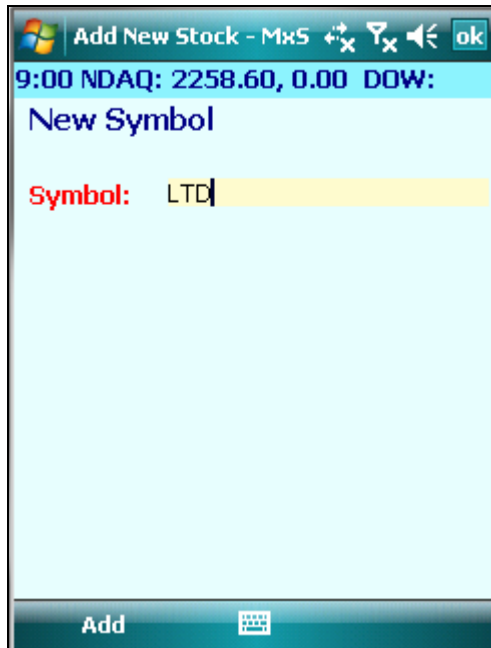 Add New Stock - MxS ok
9:00 NDAQ: 2258.60, 0.00 DOW:
New Symbol
Symbol: LTD
Add